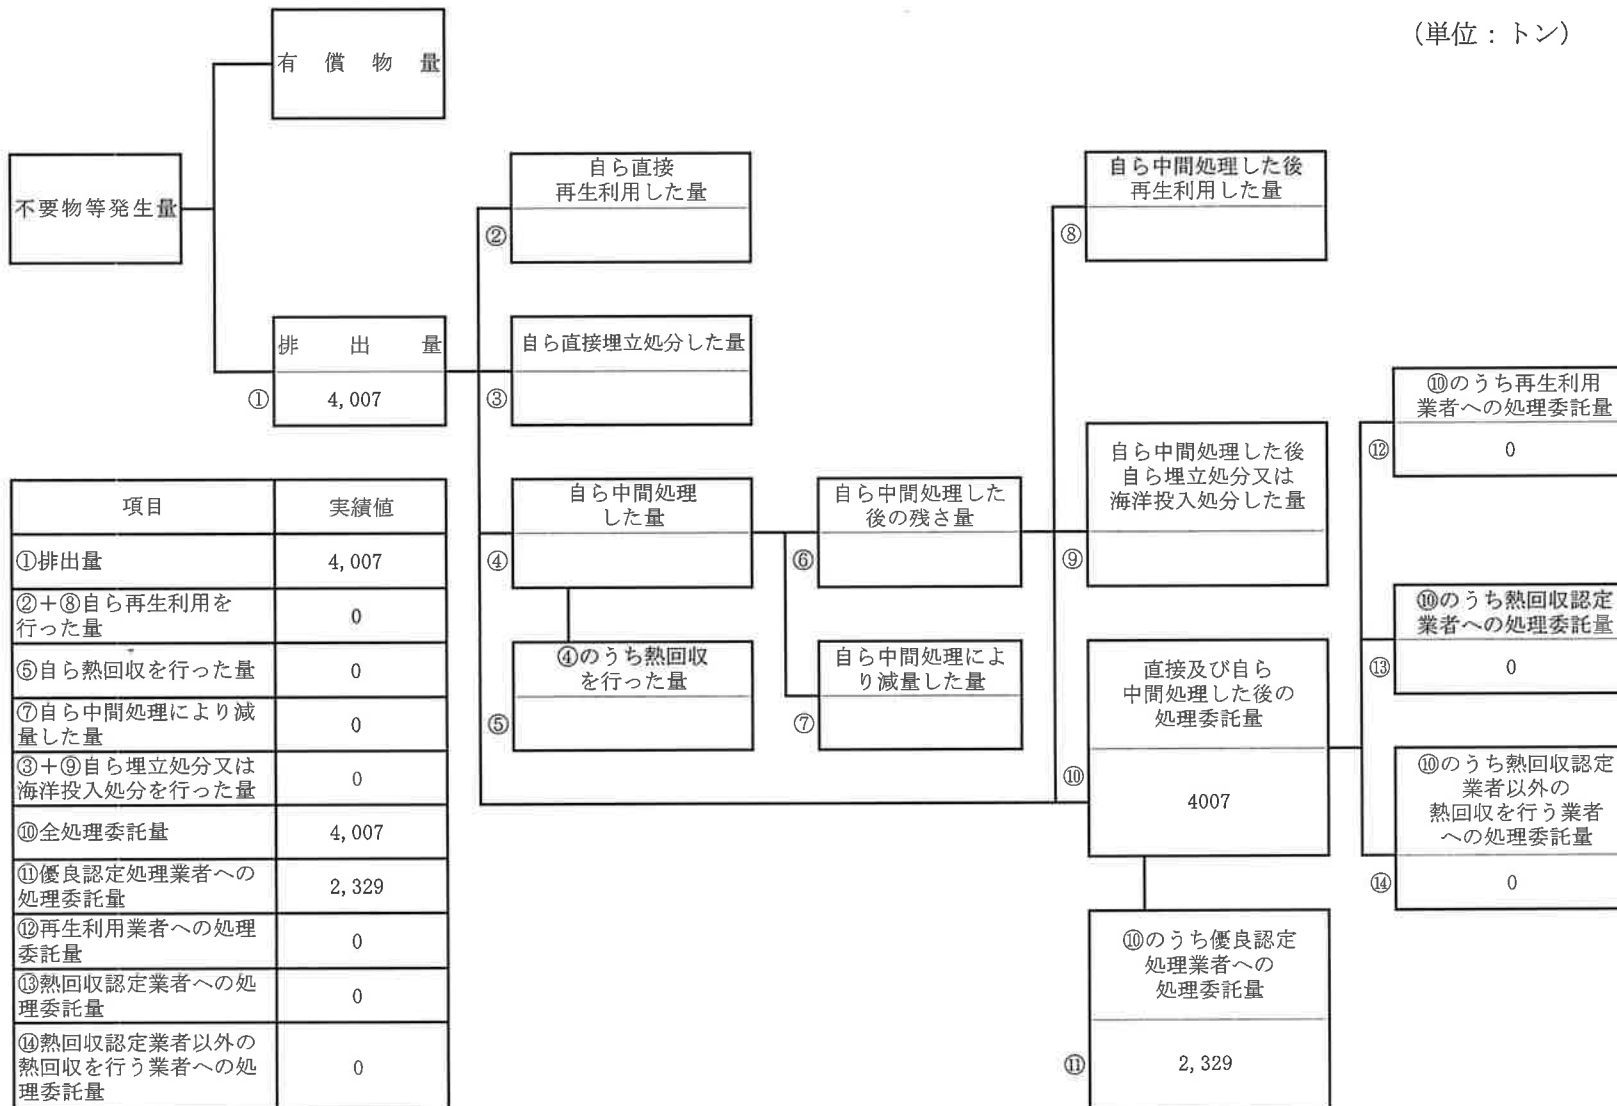 (単位：トン)
有償物量
不要物等発生量
排出量
①
4,007
自ら直接
再生利用した量
②
自ら直接埋立処分した量
③
自ら中間処理
した量
④
④のうち熱回収
を行った量
⑤
自ら中間処理した
後の残さ量
⑥
自ら中間処理によ
り減量した量
⑦
自ら中間処理した後
再生利用した量
⑧
自ら中間処理した後
自ら埋立処分又は
海洋投入処分した量
⑨
直接及び自ら
中間処理した後の
処理委託量
⑩
4007
⑩のうち優良認定
処理業者への
処理委託量
⑪
2,329
⑩のうち再生利用
業者への処理委託量
⑫
0
⑩のうち熱回収認定
業者への処理委託量
⑬
0
⑩のうち熱回収認定
業者以外の
熱回収を行う業者
への処理委託量
⑭
0
項目 実績値
①排出量 4,007
②＋⑧自ら再生利用を
行った量 0
⑤自ら熱回収を行った量 0
⑦自ら中間処理により減
量した量 0
③＋⑨自ら埋立処分又は
海洋投入処分を行った量 0
⑩全処理委託量 4,007
⑪優良認定処理業者への
処理委託量 2,329
⑫再生利用業者への処理
委託量 0
⑬熱回収認定業者への処
理委託量 0
⑭熱回収認定業者以外の
熱回収を行う業者への処
理委託量 0